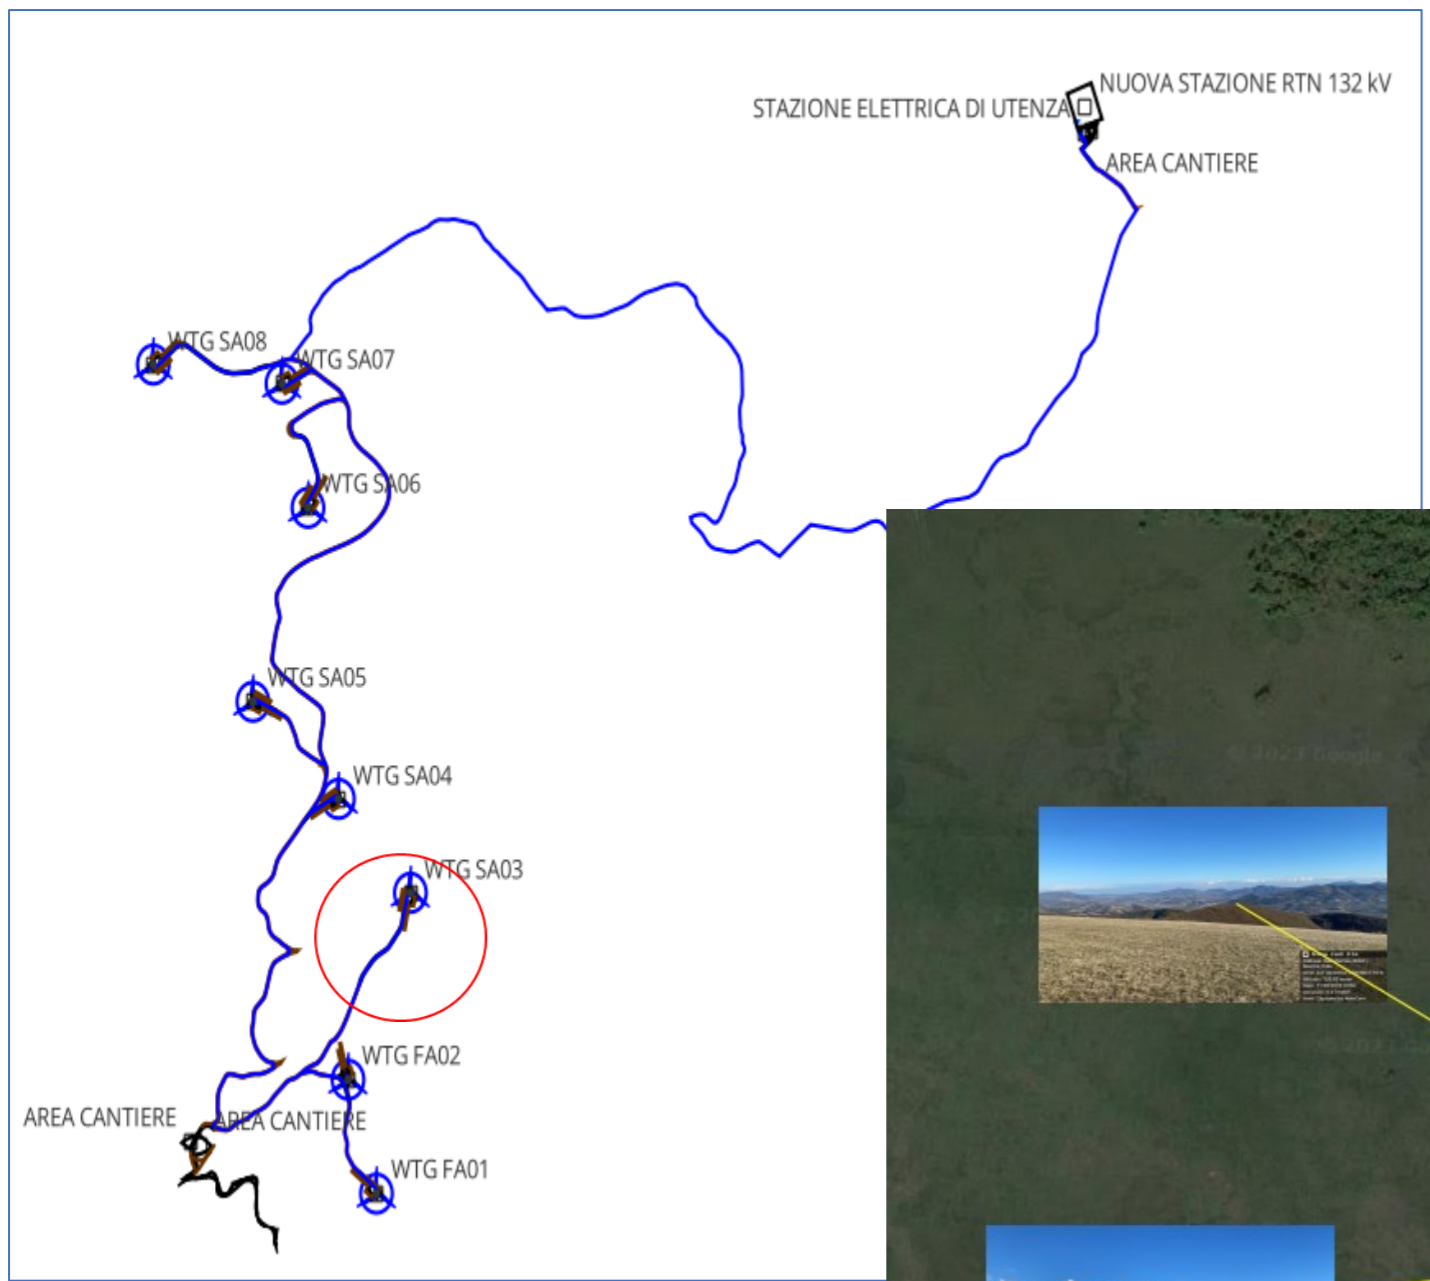 NUOVA STAZIONE RTN 132 kV
STAZIONE ELETTRICA DI UTENZA
AREA CANTIERE
WTG SA08
WTG SA07
WTG SA06
WTG SA05
WTG SA04
WTG SA03
WTG FA02
AREA CANTIERE
AREA CANTIERE
WTG FA01
© 2023 Google